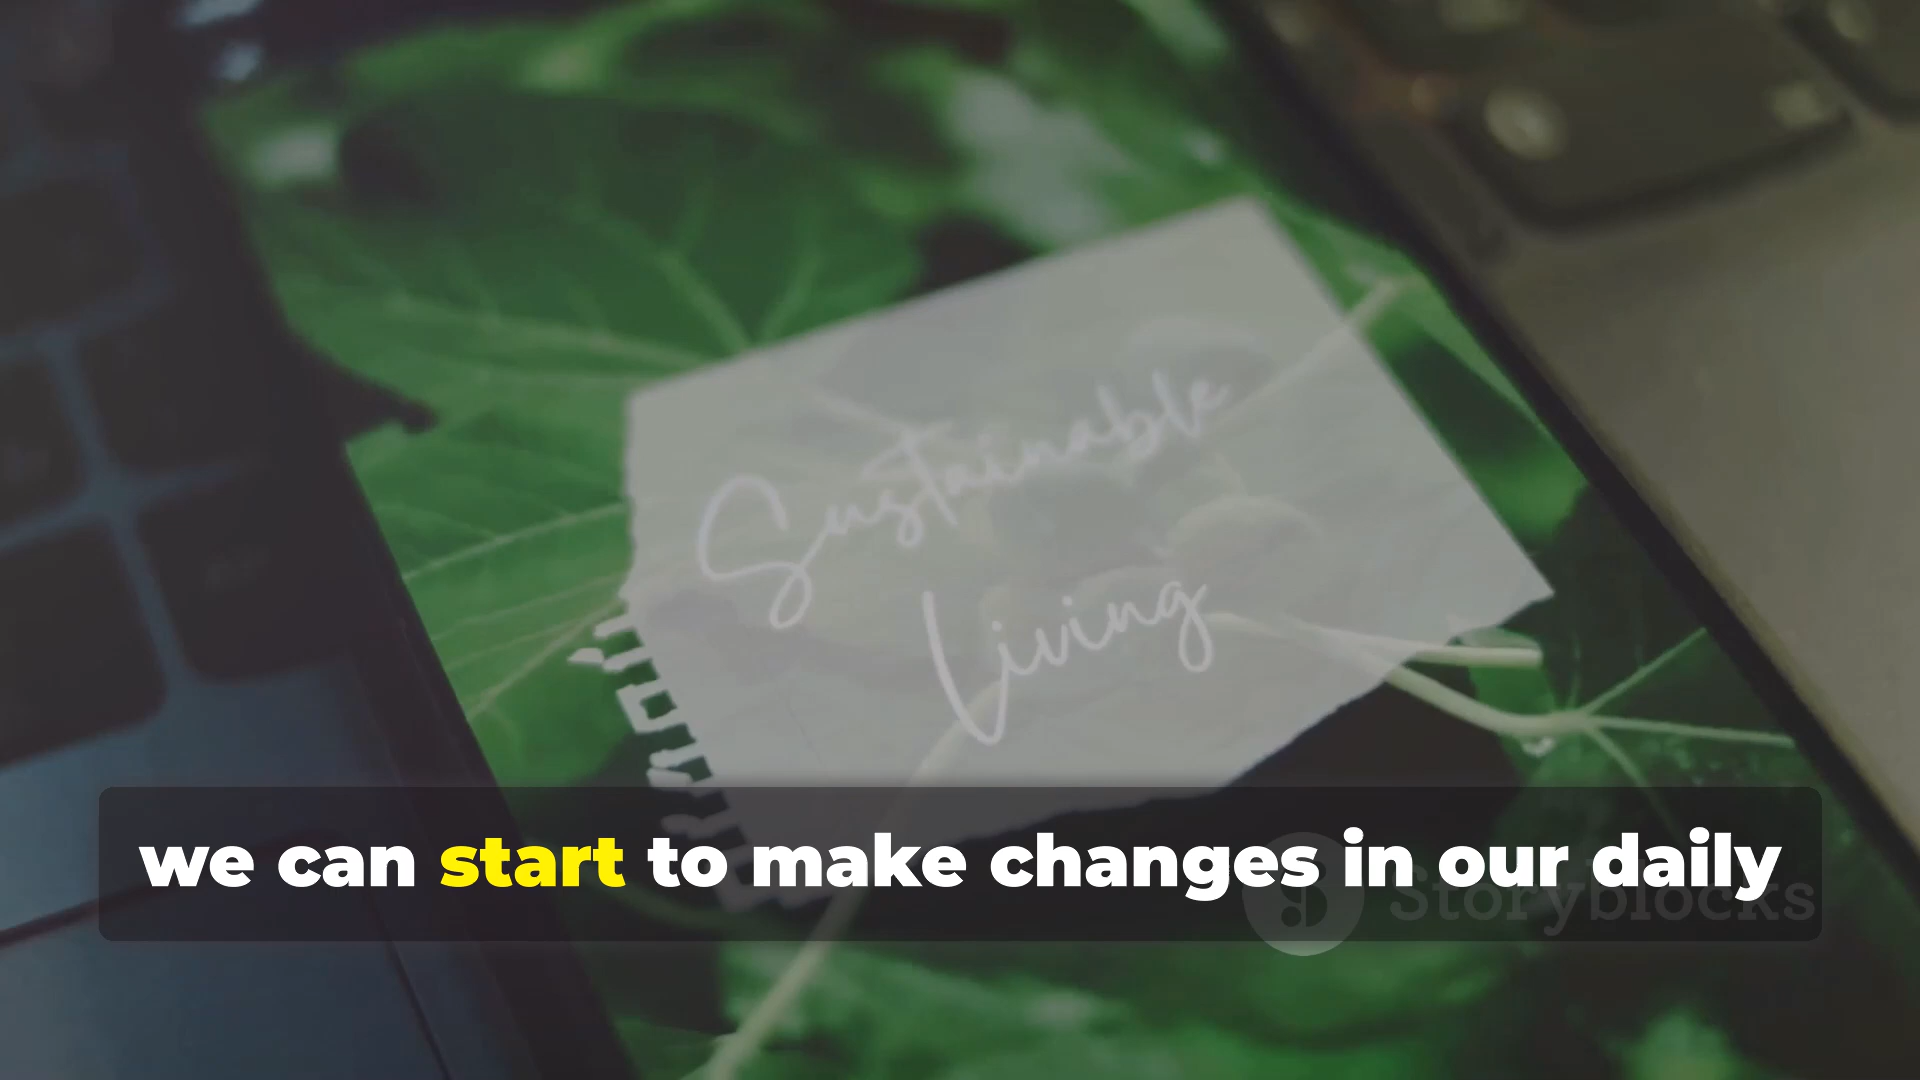 Sustainable
Living
we can start to make changes in our daily
Storyblocks